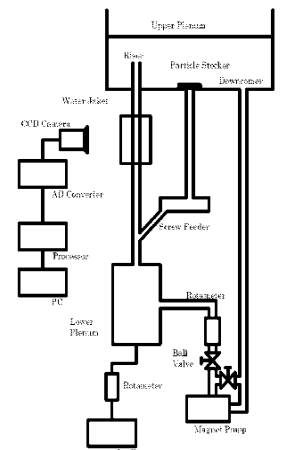 Upper Plenum
Riser
Particle Stocker
Downcomer
Water Jaket
CCD Camera
AD Converter
Screw Feeder
Processor
PC
Rotameter
Lower
Plenum
Ball
Valve
Rotameter
Magnet Pump